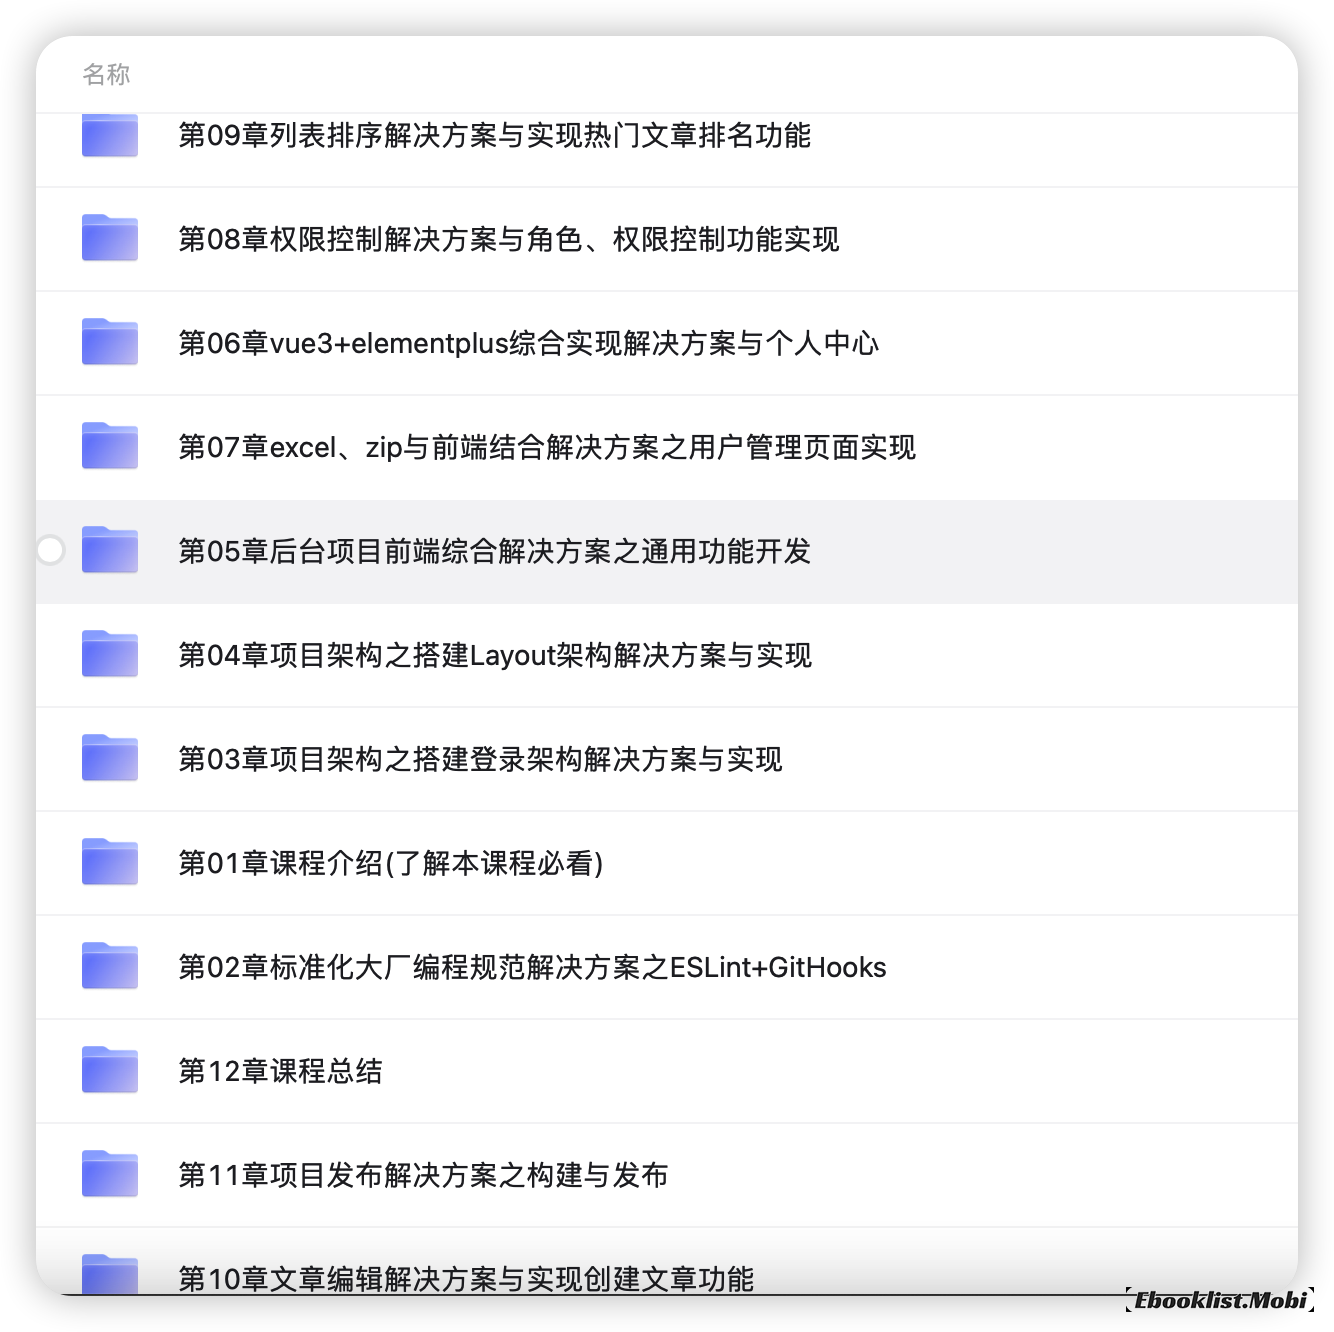 名称
第09章列表排序解决方案与实现热门文章排名功能
第08章权限控制解决方案与角色、权限控制功能实现
第06章vue3+elementplus综合实现解决方案与个人中心
第07章excel、zip与前端结合解决方案之用户管理页面实现
第05章后台项目前端综合解决方案之通用功能开发
第04章项目架构之搭建Layout架构解决方案与实现
第03章项目架构之搭建登录架构解决方案与实现
第01章课程介绍(了解本课程必看)
第02章标准化大厂编程规范解决方案之ESLint+GitHooks
第12章课程总结
第11章项目发布解决方案之构建与发布
第10章文章编辑解决方案与实现创建文章功能
【Ebooklist.Mobi】